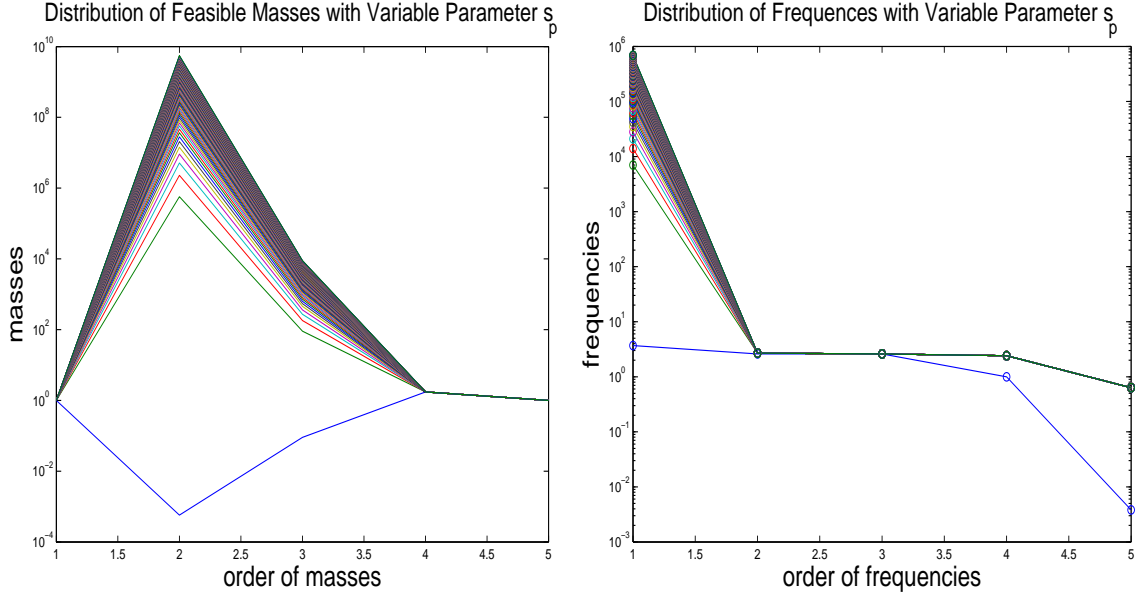 Distribution of Feasible Masses with Variable Parameter s_p
masses
10^10
10^8
10^6
10^4
10^2
10^0
10^-2
10^-4
1 1.5 2 2.5 3 3.5 4 4.5 5
order of masses
Distribution of Frequences with Variable Parameter s_p
frequencies
10^6
10^5
10^4
10^3
10^2
10^1
10^0
10^-1
10^-2
10^-3
1 1.5 2 2.5 3 3.5 4 4.5 5
order of frequencies